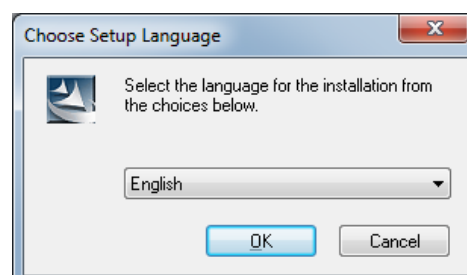 Choose Setup Language
Select the language for the installation from
the choices below.
English
OK
Cancel